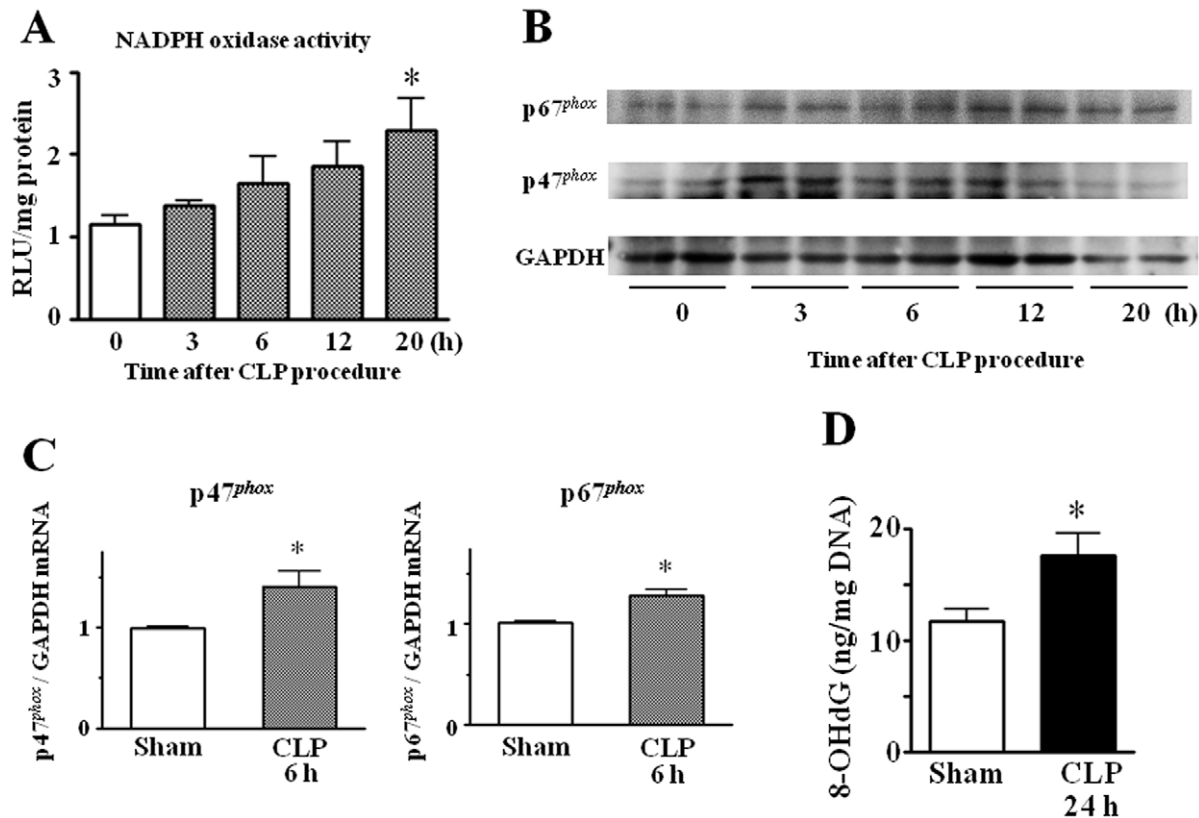 A
NADPH oxidase activity
RLU/mg protein
3
2
1
0
*
0 3 6 12 20 (h)
Time after CLP procedure
B
p67phox
p47phox
GAPDH
0 3 6 12 20 (h)
Time after CLP procedure
C
p47phox
p47phox / GAPDH mRNA
1
0
*
Sham CLP
6 h
p67phox
p67phox / GAPDH mRNA
1
0
*
Sham CLP
6 h
D
8-OHdG (ng/mg DNA)
20
10
0
*
Sham CLP
24 h